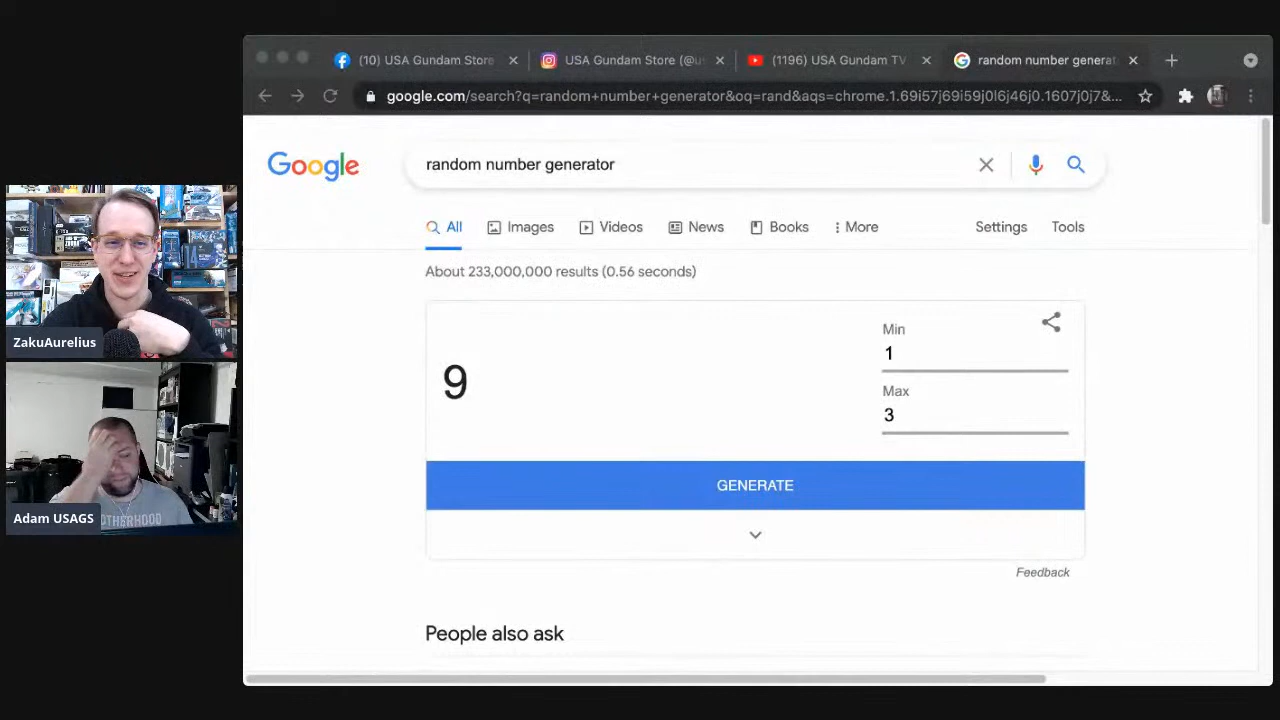 (10) USA Gundam Store
USA Gundam Store (@u
(1196) USA Gundam TV
random number generat
google.com/search?q=random+number+generator&oq=rand&aqs=chrome.1.69i57j69i59j0l6j46j0.1607j0j7&...
Google
random number generator
All
Images
Videos
News
Books
More
Settings
Tools
About 233,000,000 results (0.56 seconds)
Min
1
9
Max
3
GENERATE
Feedback
People also ask
ZakuAurelius
Adam USAGS
OTHERHOOD